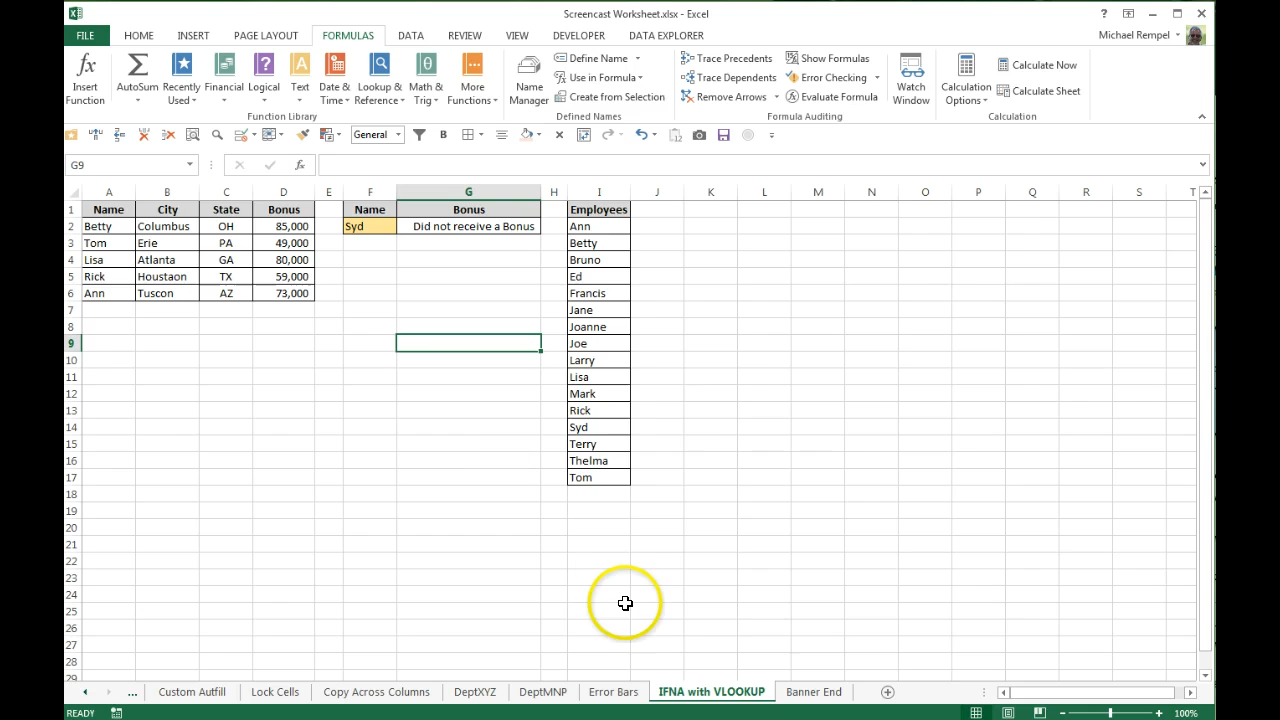 Screencast Worksheet.xlsx - Excel
FILE HOME INSERT PAGE LAYOUT FORMULAS DATA REVIEW VIEW DEVELOPER DATA EXPLORER Michael Rempel
fx Σ Define Name Trace Precedents Show Formulas Calculate Now
Insert Function AutoSum Recently Used Financial Logical Text Date & Time Lookup & Reference Math & Trig More Functions Name Manager Use in Formula Trace Dependents Error Checking Watch Window Calculation Options Calculate Sheet
Create from Selection Remove Arrows Evaluate Formula
Function Library Defined Names Formula Auditing Calculation
General B
G9 fx
A B C D E F G H I J K L M N O P Q R S T
1 Name City State Bonus Name Bonus Employees
2 Betty Columbus OH 85,000 Syd Did not receive a Bonus Ann
3 Tom Erie PA 49,000 Betty
4 Lisa Atlanta GA 80,000 Bruno
5 Rick Houstaon TX 59,000 Ed
6 Ann Tuscon AZ 73,000 Francis
7 Jane
8 Joanne
9 Joe
10 Larry
11 Lisa
12 Mark
13 Rick
14 Syd
15 Terry
16 Thelma
17 Tom
18
19
20
21
22
23
24
25
26
27
28
29
... Custom Autfill Lock Cells Copy Across Columns DeptXYZ DeptMNP Error Bars IFNA with VLOOKUP Banner End
READY 100%